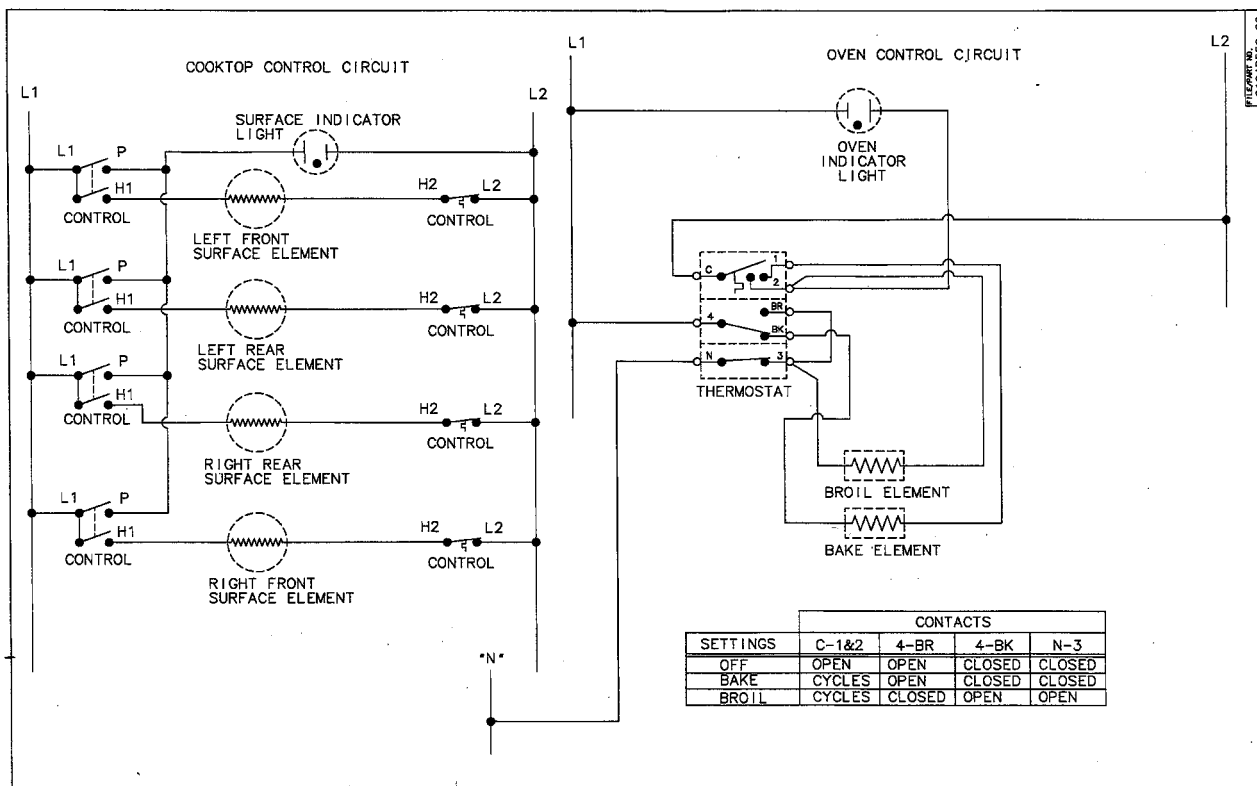 COOKTOP CONTROL CIRCUIT
L1
L2
SURFACE INDICATOR
LIGHT
L1 P
H1
CONTROL
H2 L2
CONTROL
LEFT FRONT
SURFACE ELEMENT
L1 P
H1
CONTROL
H2 L2
CONTROL
LEFT REAR
SURFACE ELEMENT
L1 P
H1
CONTROL
H2 L2
CONTROL
RIGHT REAR
SURFACE ELEMENT
L1 P
H1
CONTROL
H2 L2
CONTROL
RIGHT FRONT
SURFACE ELEMENT
"N"
L1
OVEN CONTROL CIRCUIT
L2
FILE/PART NO.
OVEN
INDICATOR
LIGHT
C 1
2
BR
4 BK
N 3
THERMOSTAT
BROIL ELEMENT
BAKE ELEMENT
CONTACTS
SETTINGS C-1&2 4-BR 4-BK N-3
OFF OPEN OPEN CLOSED CLOSED
BAKE CYCLES OPEN CLOSED CLOSED
BROIL CYCLES CLOSED OPEN OPEN